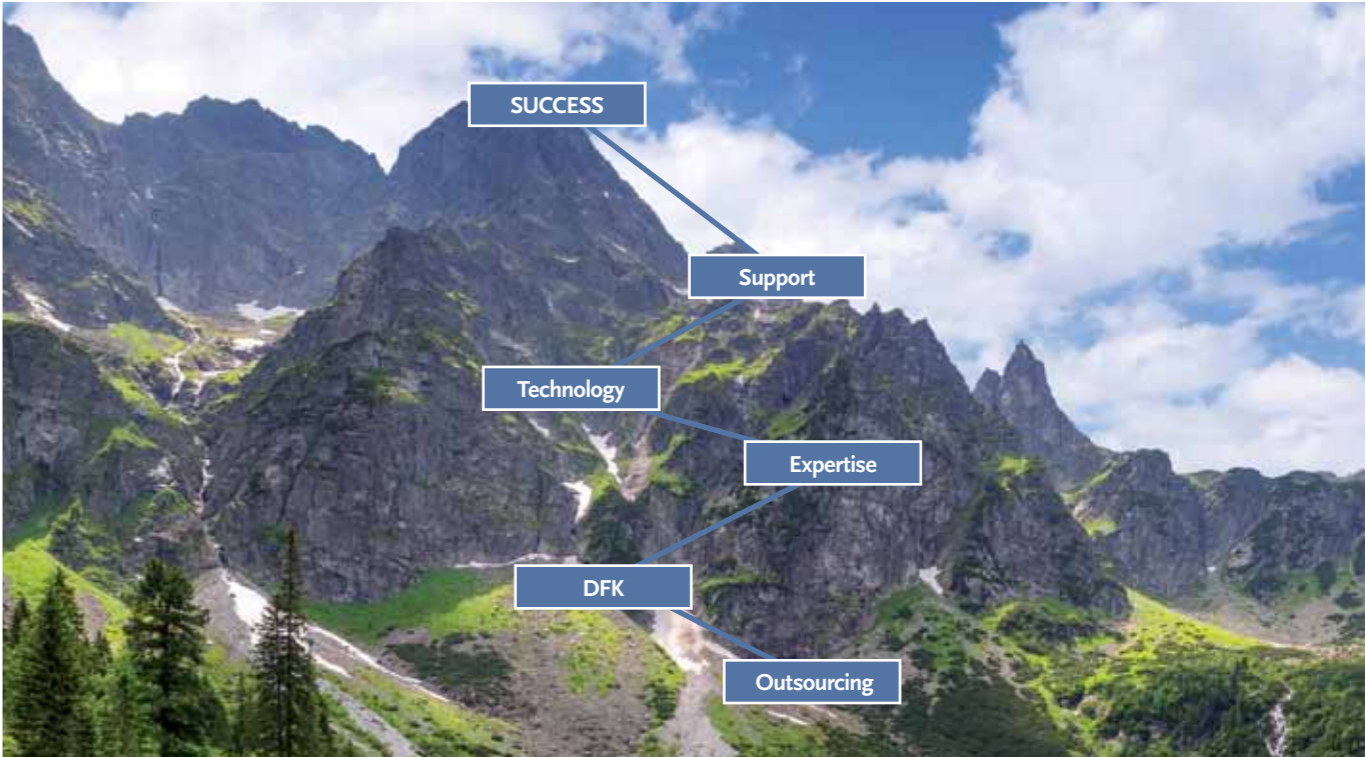 SUCCESS
Support
Technology
Expertise
DFK
Outsourcing